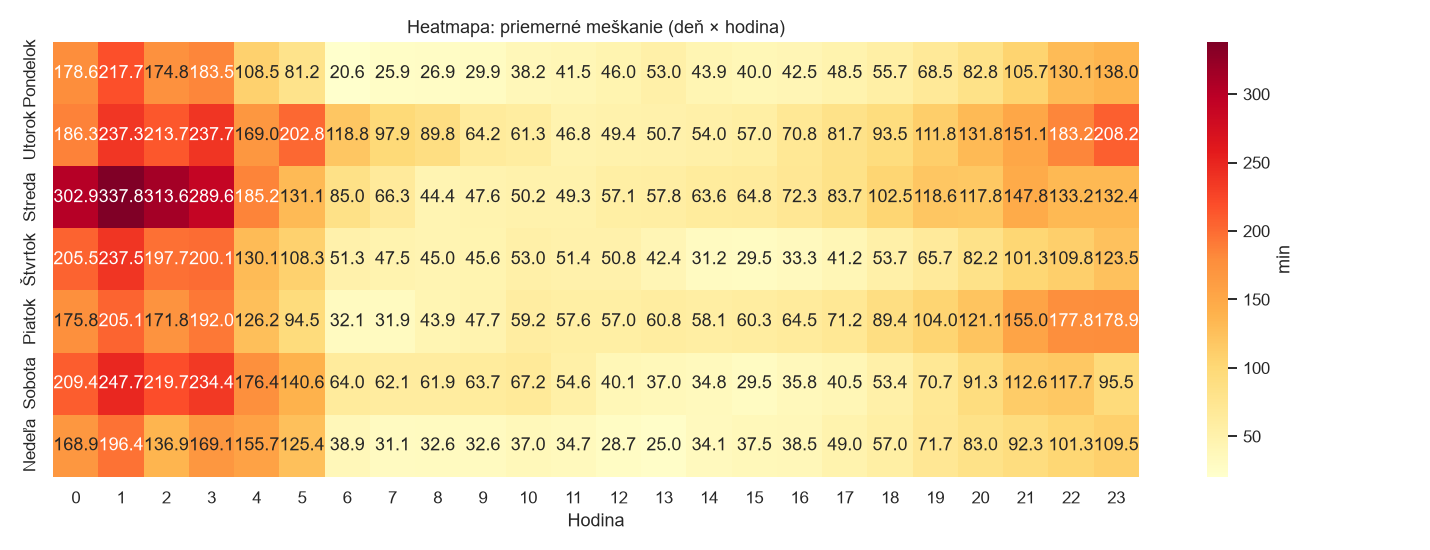 Heatmapa: priemerné meškanie (deň × hodina)
Pondelok 178.6 217.7 174.8 183.5 108.5 81.2 20.6 25.9 26.9 29.9 38.2 41.5 46.0 53.0 43.9 40.0 42.5 48.5 55.7 68.5 82.8 105.7 130.1 138.0
Utorok 186.3 237.3 213.7 237.7 169.0 202.8 118.8 97.9 89.8 64.2 61.3 46.8 49.4 50.7 54.0 57.0 70.8 81.7 93.5 111.8 131.8 151.1 183.2 208.2
Streda 302.9 337.8 313.6 289.6 185.2 131.1 85.0 66.3 44.4 47.6 50.2 49.3 57.1 57.8 63.6 64.8 72.3 83.7 102.5 118.6 117.8 147.8 133.2 132.4
Štvrtok 205.5 237.5 197.7 200.1 130.1 108.3 51.3 47.5 45.0 45.6 53.0 51.4 50.8 42.4 31.2 29.5 33.3 41.2 53.7 65.7 82.2 101.3 109.8 123.5
Piatok 175.8 205.1 171.8 192.0 126.2 94.5 32.1 31.9 43.9 47.7 59.2 57.6 57.0 60.8 58.1 60.3 64.5 71.2 89.4 104.0 121.1 155.0 177.8 178.9
Sobota 209.4 247.7 219.7 234.4 176.4 140.6 64.0 62.1 61.9 63.7 67.2 54.6 40.1 37.0 34.8 29.5 35.8 40.5 53.4 70.7 91.3 112.6 117.7 95.5
Nedeľa 168.9 196.4 136.9 169.1 155.7 125.4 38.9 31.1 32.6 32.6 37.0 34.7 28.7 25.0 34.1 37.5 38.5 49.0 57.0 71.7 83.0 92.3 101.3 109.5
0 1 2 3 4 5 6 7 8 9 10 11 12 13 14 15 16 17 18 19 20 21 22 23
Hodina
300
250
200
150
100
50
min